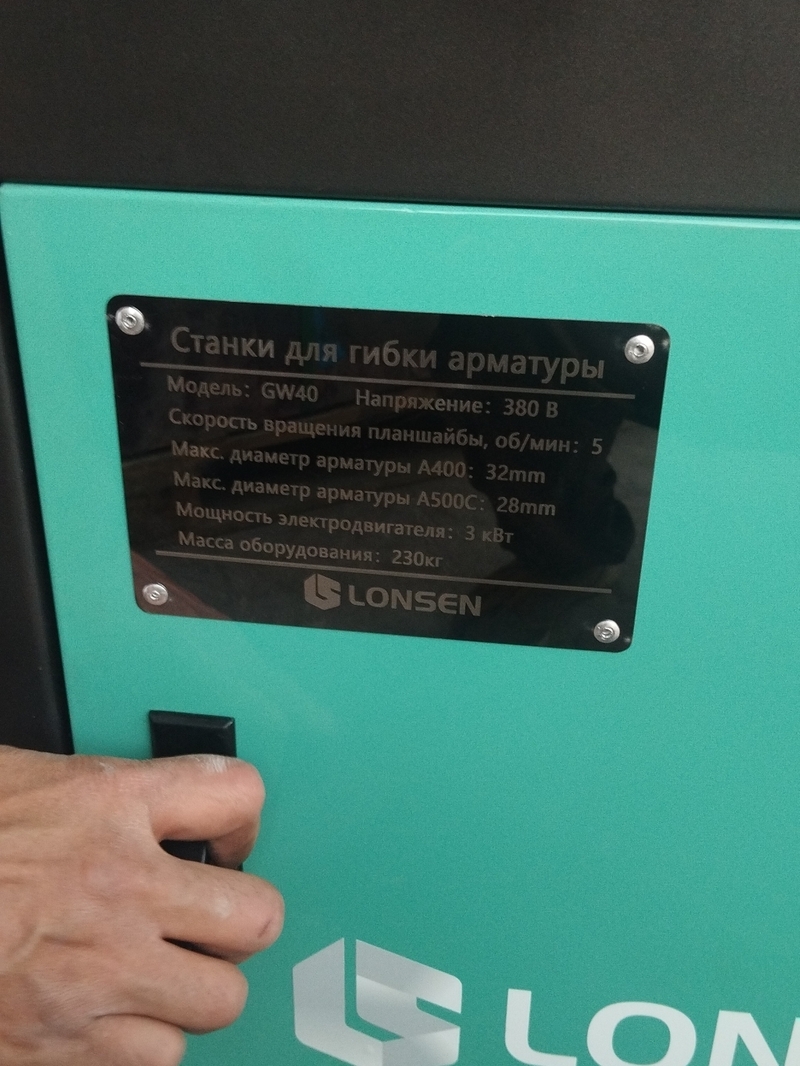 Станки для гибки арматуры
Модель: GW40 Напряжение: 380 В
Скорость вращения планшайбы, об/мин: 5
Макс. диаметр арматуры А400: 32mm
Макс. диаметр арматуры А500С: 28mm
Мощность электродвигателя: 3 кВт
Масса оборудования: 230кг
LONSEN
LON